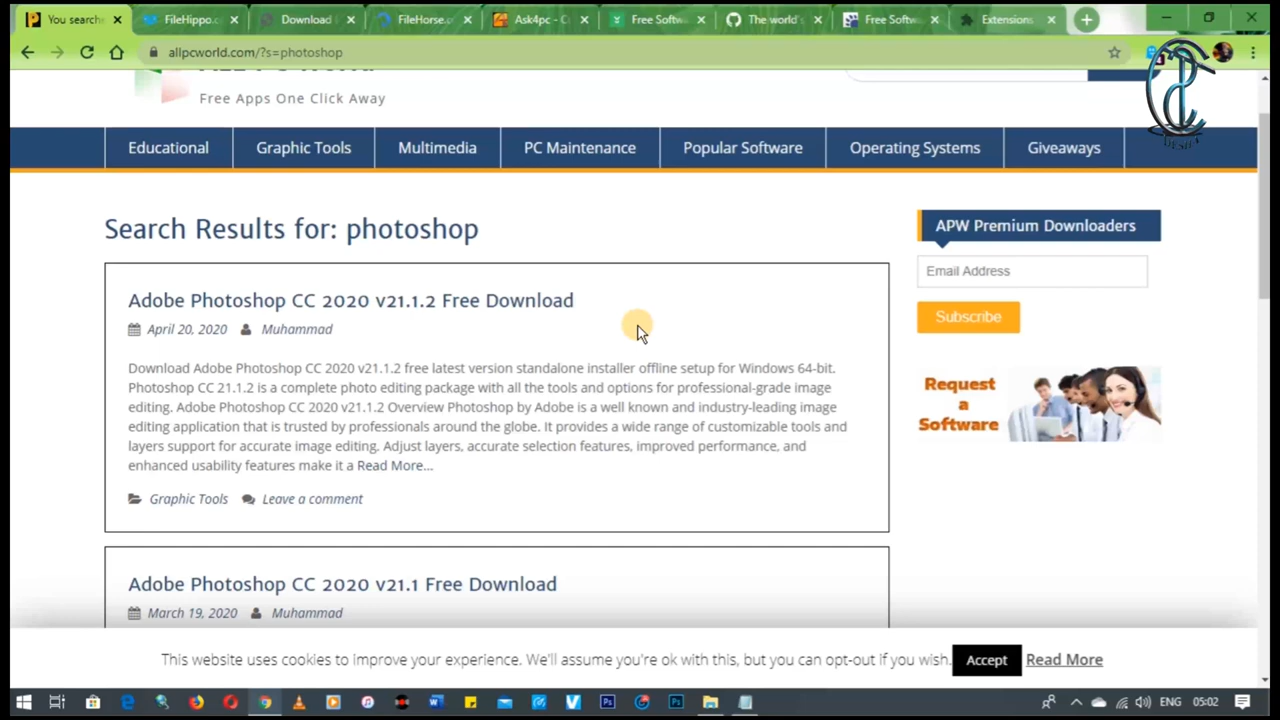 You searche
FileHippo.c
Download
FileHorse.c
Ask4pc - C
Free Softw
The world's
Free Softw
Extensions
allpcworld.com/?s=photoshop
Free Apps One Click Away
Educational
Graphic Tools
Multimedia
PC Maintenance
Popular Software
Operating Systems
Giveaways
Search Results for: photoshop
Adobe Photoshop CC 2020 v21.1.2 Free Download
April 20, 2020 Muhammad
Download Adobe Photoshop CC 2020 v21.1.2 free latest version standalone installer offline setup for Windows 64-bit.
Photoshop CC 21.1.2 is a complete photo editing package with all the tools and options for professional-grade image
editing. Adobe Photoshop CC 2020 v21.1.2 Overview Photoshop by Adobe is a well known and industry-leading image
editing application that is trusted by professionals around the globe. It provides a wide range of customizable tools and
layers support for accurate image editing. Adjust layers, accurate selection features, improved performance, and
enhanced usability features make it a Read More...
Graphic Tools Leave a comment
Adobe Photoshop CC 2020 v21.1 Free Download
March 19, 2020 Muhammad
APW Premium Downloaders
Email Address
Subscribe
Request
a
Software
This website uses cookies to improve your experience. We'll assume you're ok with this, but you can opt-out if you wish.
Accept
Read More
ENG
05:02